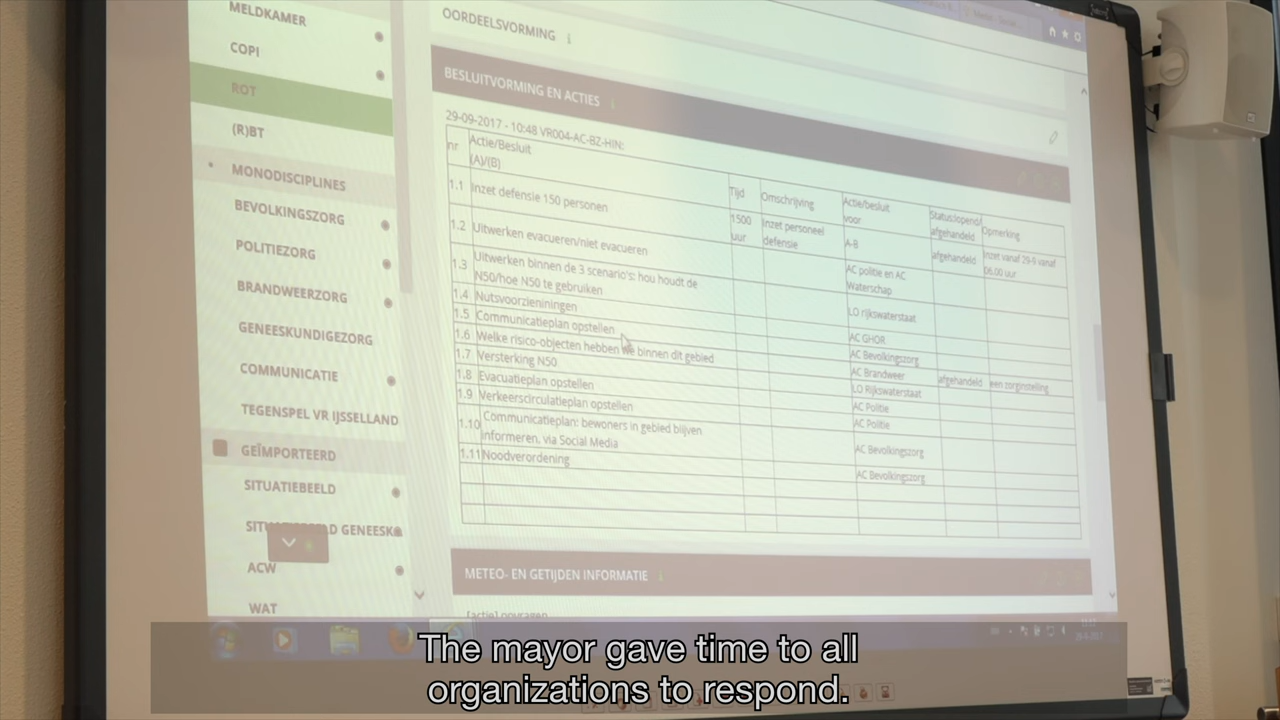 MELDKAMER
COPI
ROT
(R)BT
MONODISCIPLINES
BEVOLKINGSZORG
POLITIEZORG
BRANDWEERZORG
GENEESKUNDIGEZORG
COMMUNICATIE
TEGENSPEL VR IJSSELLAND
GEÏMPORTEERD
SITUATIEBEELD
ACW
WAT
OORDEELSVORMING
BESLUITVORMING EN ACTIES
29-09-2017 - 10:48 VR004-AC-BZ-HIN:
nr Actie/Besluit (A)/(B) Tijd Omschrijving Actie/besluit voor Status:lopend/ afgehandeld Opmerking
1.1 Inzet defensie 150 personen 1500 uur Inzet personeel defensie A-B afgehandeld Inzet vanaf 29-9 vanaf 06.00 uur
1.2 Uitwerken evacueren/niet evacueren AC politie en AC Waterschap
1.3 Uitwerken binnen de 3 scenario's: hou houdt de N50/hoe N50 te gebruiken LO rijkswaterstaat
1.4 Nutsvoorzieniningen AC GHOR
1.5 Communicatieplan opstellen AC Bevolkingszorg
1.6 Welke risico-objecten hebben we binnen dit gebied AC Brandweer afgehandeld een zorginstelling
1.7 Versterking N50 LO Rijkswaterstaat
1.8 Evacuatieplan opstellen AC Politie
1.9 Verkeerscirculatieplan opstellen AC Politie
1.10 Communicatieplan: bewoners in gebied blijven informeren, via Social Media AC Bevolkingszorg
1.11 Noodverordening AC Bevolkingszorg
METEO- EN GETIJDEN INFORMATIE
The mayor gave time to all
organizations to respond.